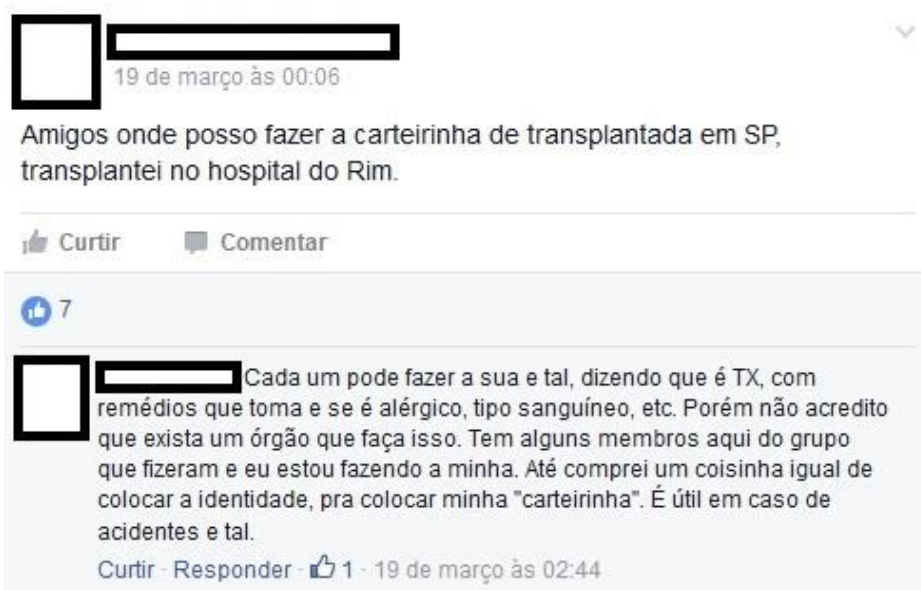 19 de março às 00:06
Amigos onde posso fazer a carteirinha de transplantada em SP,
transplantei no hospital do Rim.
Curtir Comentar
7
Cada um pode fazer a sua e tal, dizendo que é TX, com
remédios que toma e se é alérgico, tipo sanguíneo, etc. Porém não acredito
que exista um órgão que faça isso. Tem alguns membros aqui do grupo
que fizeram e eu estou fazendo a minha. Até comprei um coisinha igual de
colocar a identidade, pra colocar minha "carteirinha". É útil em caso de
acidentes e tal.
Curtir · Responder · 1 · 19 de março às 02:44